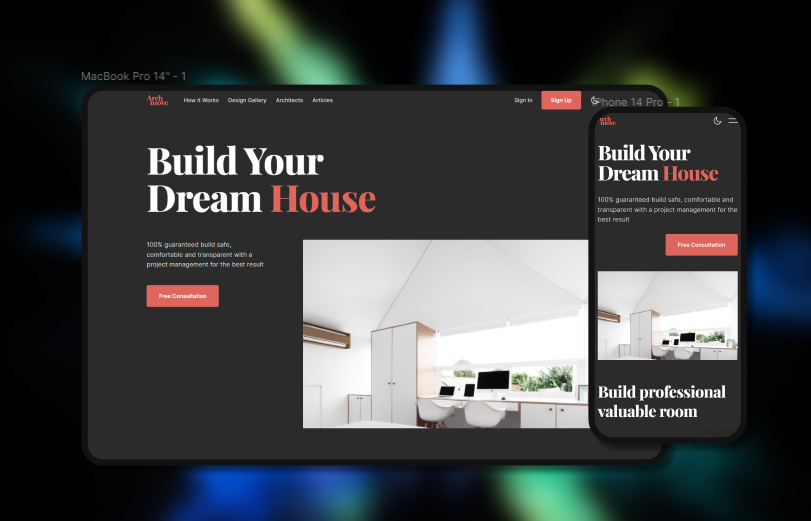 MacBook Pro 14" - 1
Arch
move
How It Works
Design Gallery
Architects
Articles
Sign In
Sign Up
Build Your
Dream House
100% guaranteed build safe,
comfortable and transparent with a
project management for the best result
Free Consultation
Phone 14 Pro - 1
Arch
move
Build Your
Dream House
100% guaranteed build safe, comfortable and
transparent with a project management for the
best result
Free Consultation
Build professional
valuable room